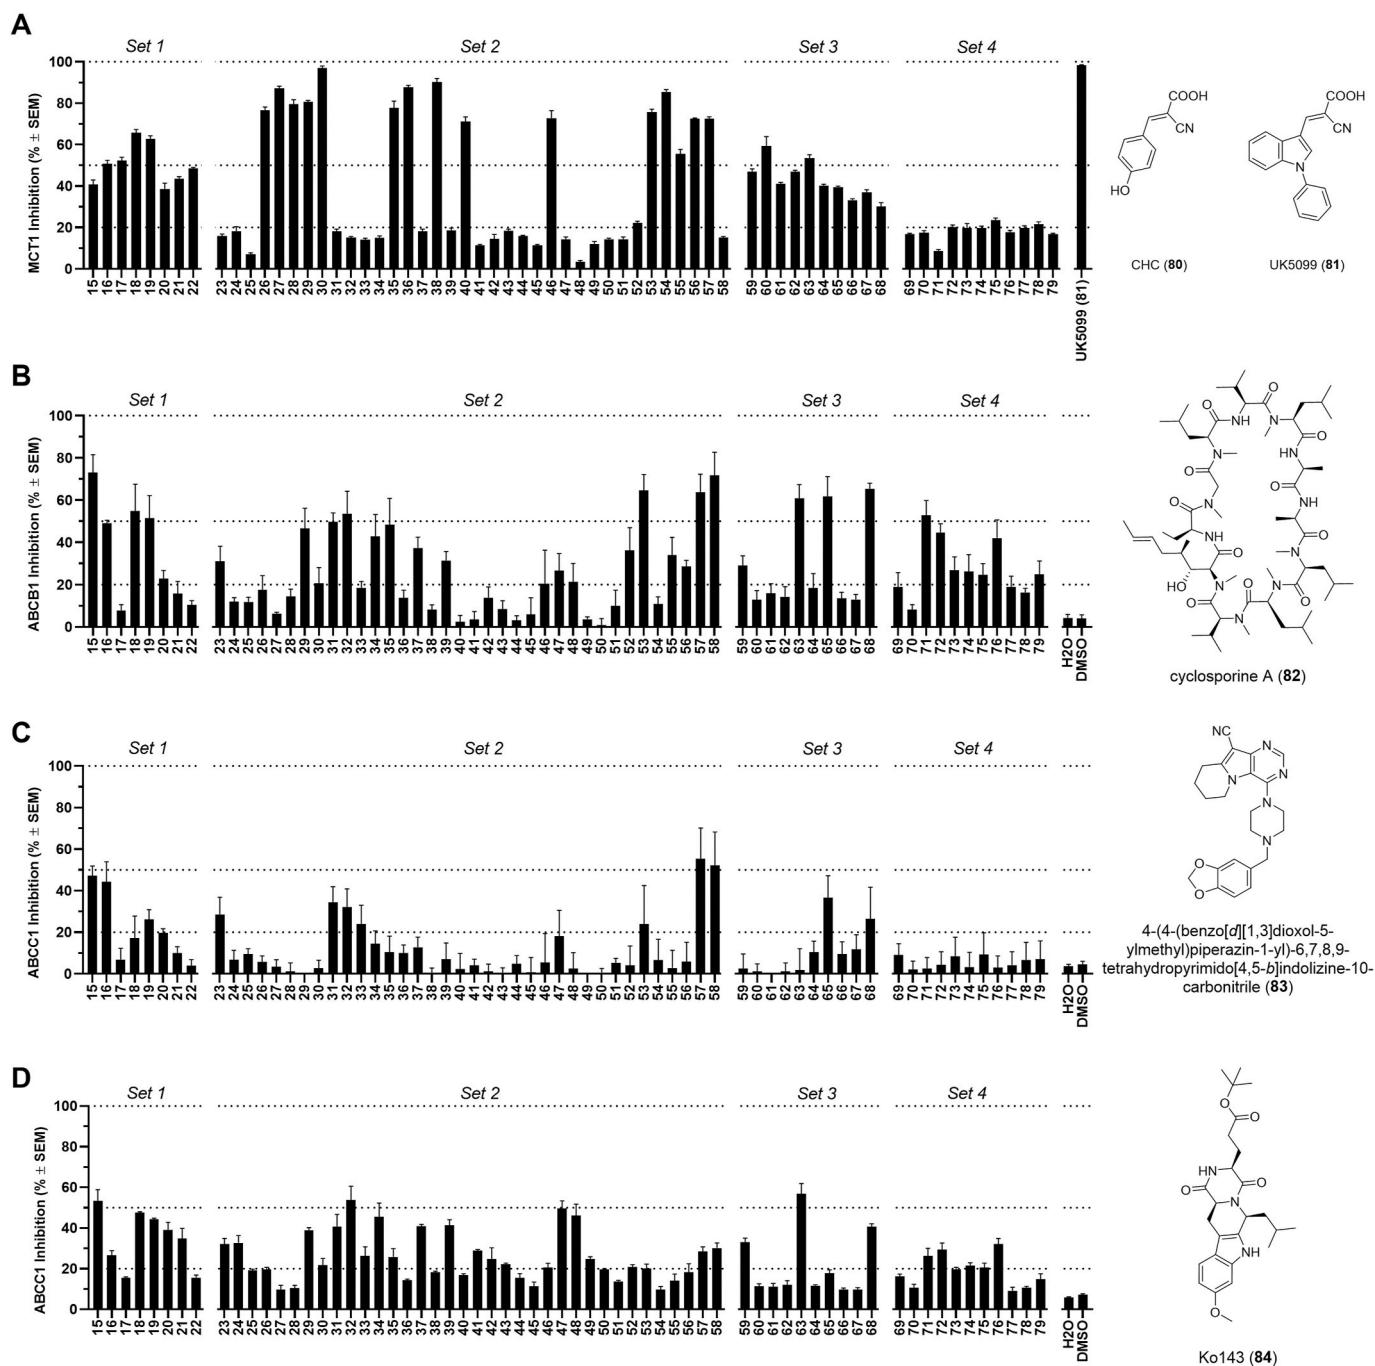 A
Set 1
Set 2
Set 3
Set 4
MCT1 Inhibition (% ± SEM)
100
80
60
40
20
0
15 16 17 18 19 20 21 22 23 24 25 26 27 28 29 30 31 32 33 34 35 36 37 38 39 40 41 42 43 44 45 46 47 48 49 50 51 52 53 54 55 56 57 58 59 60 61 62 63 64 65 66 67 68 69 70 71 72 73 74 75 76 77 78 79 UK5099 (81)
COOH
CN
HO
CHC (80)
COOH
CN
N
UK5099 (81)
B
Set 1
Set 2
Set 3
Set 4
ABCB1 Inhibition (% ± SEM)
100
80
60
40
20
0
15 16 17 18 19 20 21 22 23 24 25 26 27 28 29 30 31 32 33 34 35 36 37 38 39 40 41 42 43 44 45 46 47 48 49 50 51 52 53 54 55 56 57 58 59 60 61 62 63 64 65 66 67 68 69 70 71 72 73 74 75 76 77 78 79 H2O DMSO
O O
O NH N O
N HN
O O
N NH
O O
NH O N
HO N N O
O O
N
cyclosporine A (82)
C
Set 1
Set 2
Set 3
Set 4
ABCC1 Inhibition (% ± SEM)
100
80
60
40
20
0
15 16 17 18 19 20 21 22 23 24 25 26 27 28 29 30 31 32 33 34 35 36 37 38 39 40 41 42 43 44 45 46 47 48 49 50 51 52 53 54 55 56 57 58 59 60 61 62 63 64 65 66 67 68 69 70 71 72 73 74 75 76 77 78 79 H2O DMSO
NC
N
N N
N
N
O
O
4-(4-(benzo[d][1,3]dioxol-5-
ylmethyl)piperazin-1-yl)-6,7,8,9-
tetrahydropyrimido[4,5-b]indolizine-10-
carbonitrile (83)
D
Set 1
Set 2
Set 3
Set 4
ABCC1 Inhibition (% ± SEM)
100
80
60
40
20
0
15 16 17 18 19 20 21 22 23 24 25 26 27 28 29 30 31 32 33 34 35 36 37 38 39 40 41 42 43 44 45 46 47 48 49 50 51 52 53 54 55 56 57 58 59 60 61 62 63 64 65 66 67 68 69 70 71 72 73 74 75 76 77 78 79 H2O DMSO
O O
HN O
O N
NH
O
Ko143 (84)